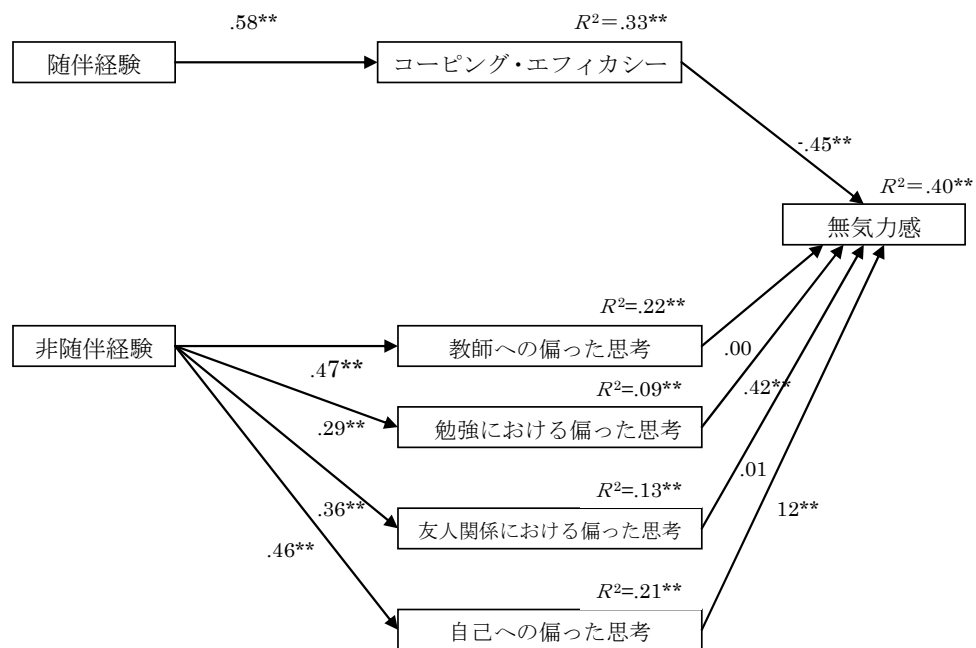 .58**
R²＝.33**
随伴経験
コーピング・エフィカシー
-.45**
R²＝.40**
無気力感
R²=.22**
非随伴経験
教師への偏った思考
.47**
.00
R²=.09**
.42**
.29**
勉強における偏った思考
.01
R²=.13**
.36**
12**
友人関係における偏った思考
.46**
R²=.21**
自己への偏った思考